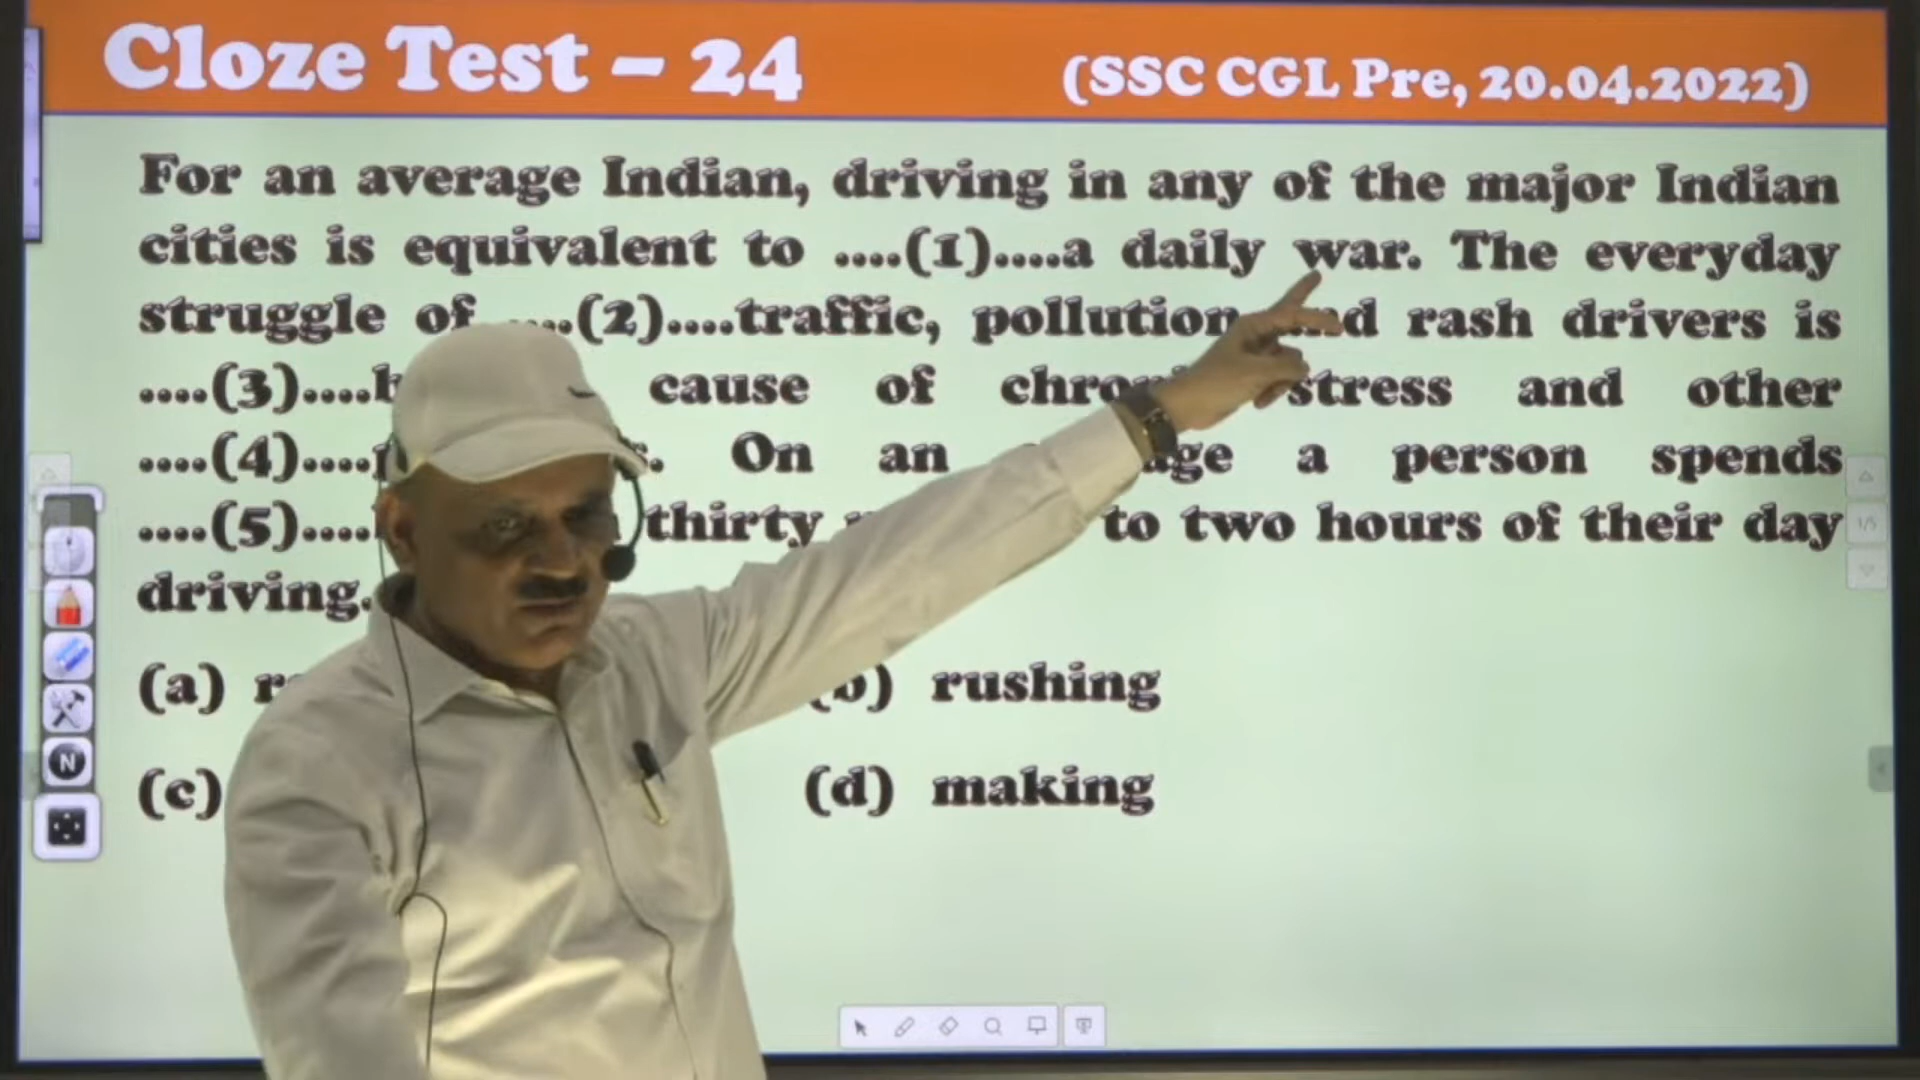 Cloze Test – 24
(SSC CGL Pre, 20.04.2022)
For an average Indian, driving in any of the major Indian
cities is equivalent to ....(1)....a daily war. The everyday
struggle of ....(2)....traffic, pollution and rash drivers is
....(3).... cause of stress and other
....(4).... On an a person spends
....(5).... thirty to two hours of their day
driving.
(a) (b) rushing
(c) (d) making
1/5
N